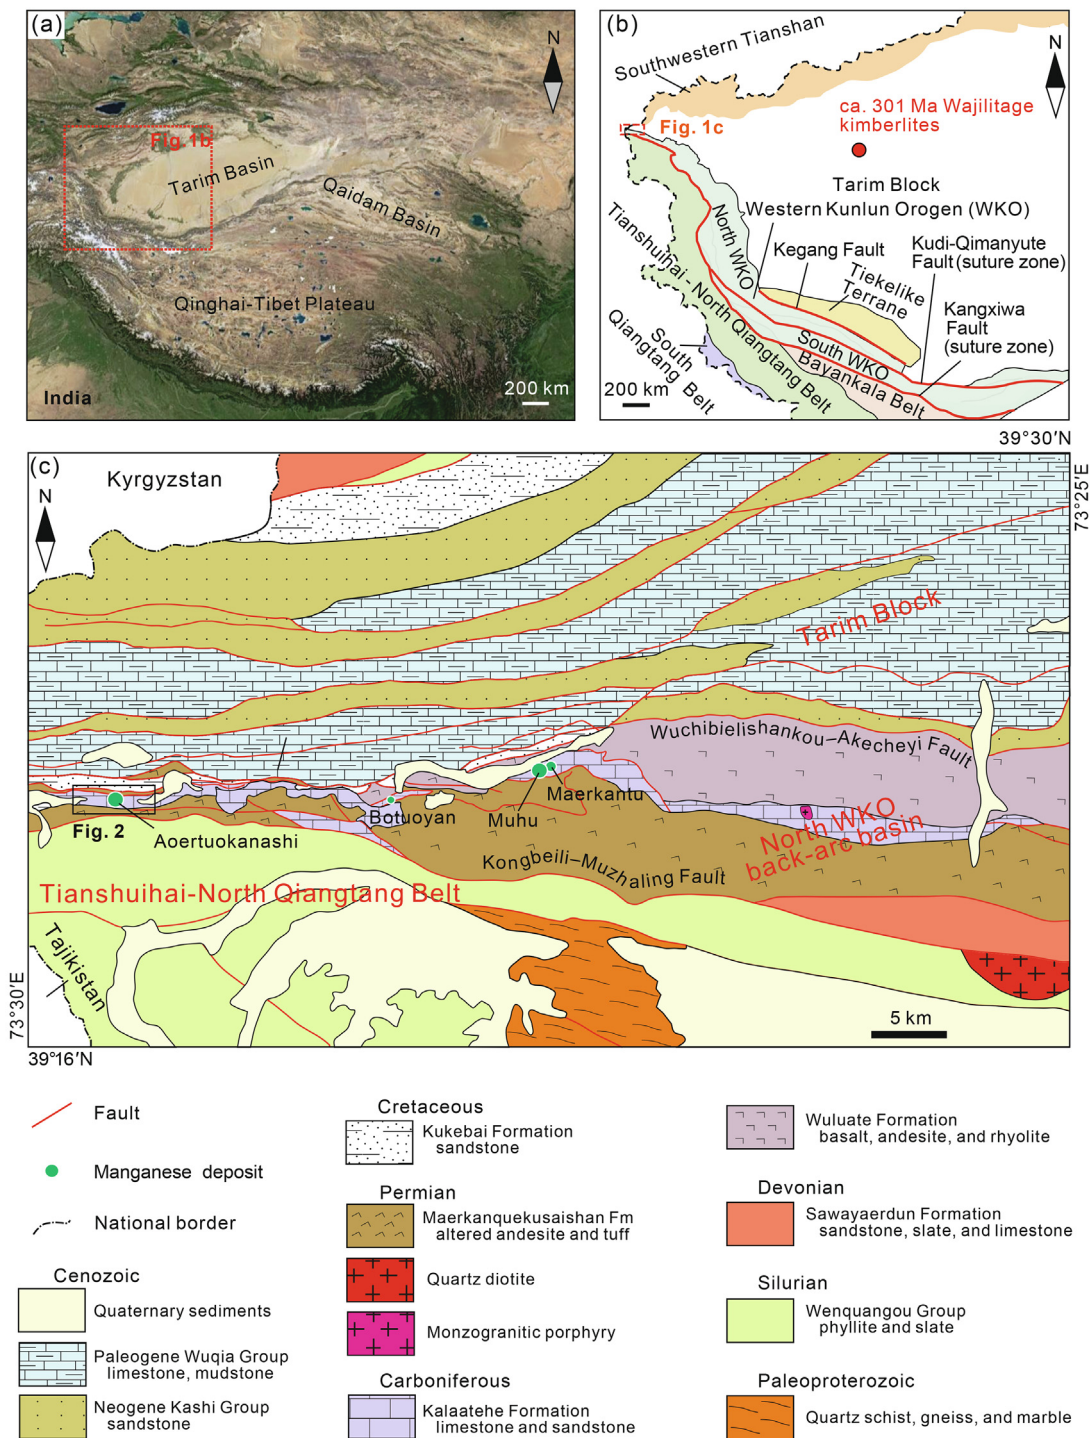 (a)
N
Fig. 1b
Tarim Basin
Qaidam Basin
Qinghai-Tibet Plateau
India
200 km
(b)
N
Southwestern Tianshan
Fig. 1c
ca. 301 Ma Wajilitage
kimberlites
Tarim Block
Western Kunlun Orogen (WKO)
North WKO
Kegang Fault
Kudi-Qimanyute
Fault (suture zone)
Tiekelike
Terrane
Kangxiwa
Fault
(suture zone)
Tianshuihai - North Qiangtang Belt
South
Qiangtang Belt
South WKO
Bayankala Belt
200 km
39°30′N
(c)
Kyrgyzstan
N
73°25′E
Tarim Block
Wuchibielishankou–Akecheyi Fault
Maerkantu
Botuoyan
Muhu
Fig. 2
Aoertuokanashi
North WKO
back-arc basin
Kongbeili–Muzhaling Fault
Tianshuihai-North Qiangtang Belt
Tajikistan
73°30′E
5 km
39°16′N
Fault
Manganese deposit
National border
Cenozoic
Quaternary sediments
Paleogene Wuqia Group
limestone, mudstone
Neogene Kashi Group
sandstone
Cretaceous
Kukebai Formation
sandstone
Permian
Maerkanquekusaishan Fm
altered andesite and tuff
Quartz diotite
Monzogranitic porphyry
Carboniferous
Kalaatehe Formation
limestone and sandstone
Wuluate Formation
basalt, andesite, and rhyolite
Devonian
Sawayaerdun Formation
sandstone, slate, and limestone
Silurian
Wenquangou Group
phyllite and slate
Paleoproterozoic
Quartz schist, gneiss, and marble